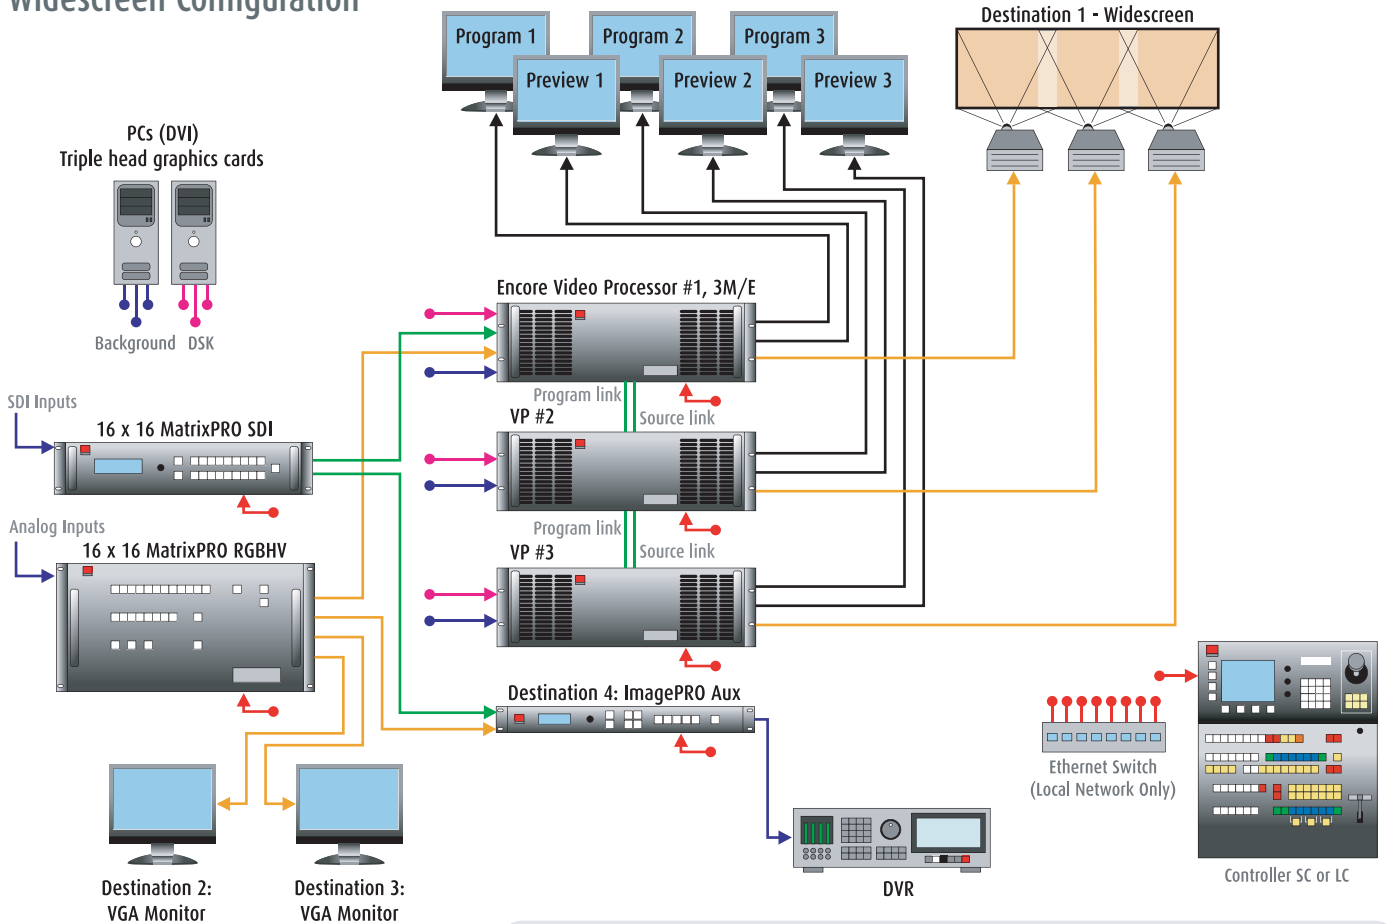 Widescreen Configuration
Program 1
Program 2
Program 3
Preview 1
Preview 2
Preview 3
Destination 1 - Widescreen
PCs (DVI)
Triple head graphics cards
Background
DSK
Encore Video Processor #1, 3M/E
Program link
Source link
SDI Inputs
16 x 16 MatrixPRO SDI
VP #2
Analog Inputs
16 x 16 MatrixPRO RGBHV
Program link
Source link
VP #3
Destination 4: ImagePRO Aux
Ethernet Switch
(Local Network Only)
Controller SC or LC
DVR
Destination 2:
VGA Monitor
Destination 3:
VGA Monitor